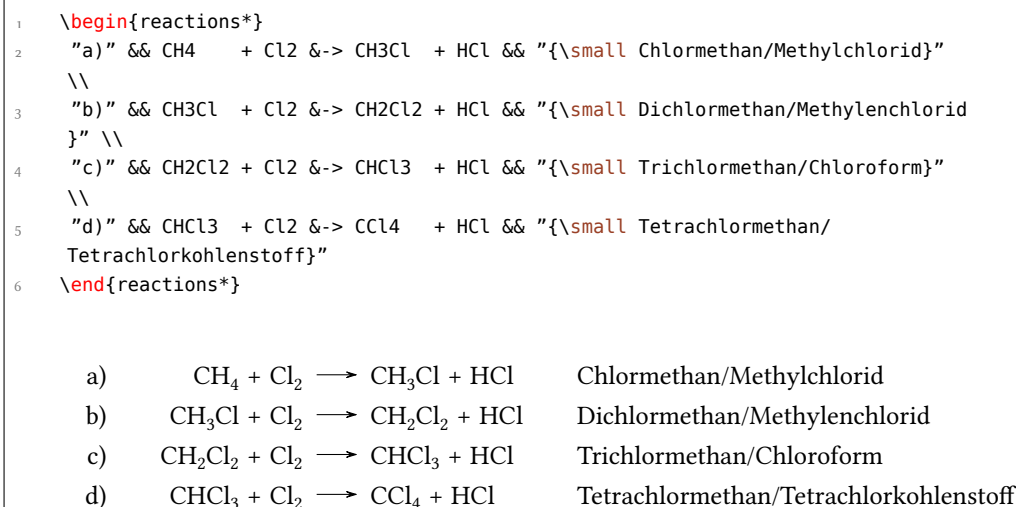 1 \begin{reactions*}
2 ”a)” && CH4    + Cl2 &-> CH3Cl  + HCl && ”{\small Chlormethan/Methylchlorid}”
\\
3 ”b)” && CH3Cl  + Cl2 &-> CH2Cl2 + HCl && ”{\small Dichlormethan/Methylenchlorid
}” \\
4 ”c)” && CH2Cl2 + Cl2 &-> CHCl3  + HCl && ”{\small Trichlormethan/Chloroform}”
\\
5 ”d)” && CHCl3  + Cl2 &-> CCl4   + HCl && ”{\small Tetrachlormethan/
Tetrachlorkohlenstoff}”
6 \end{reactions*}
a) CH₄ + Cl₂ ⟶ CH₃Cl + HCl Chlormethan/Methylchlorid
b) CH₃Cl + Cl₂ ⟶ CH₂Cl₂ + HCl Dichlormethan/Methylenchlorid
c) CH₂Cl₂ + Cl₂ ⟶ CHCl₃ + HCl Trichlormethan/Chloroform
d) CHCl₃ + Cl₂ ⟶ CCl₄ + HCl Tetrachlormethan/Tetrachlorkohlenstoff